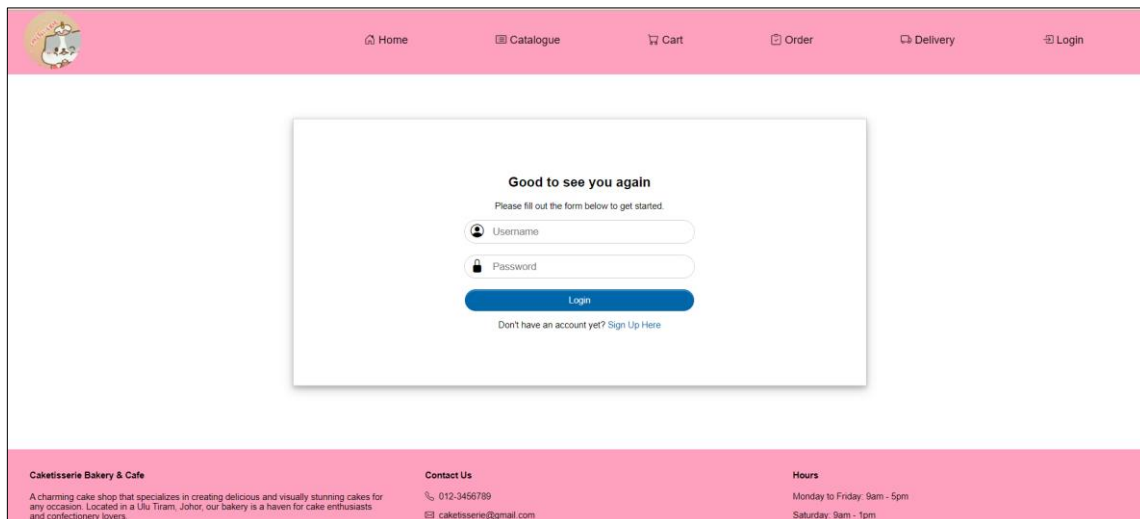 Home
Catalogue
Cart
Order
Delivery
Login
Good to see you again
Please fill out the form below to get started.
Username
Password
Login
Don't have an account yet? Sign Up Here
Caketisserie Bakery & Cafe
A charming cake shop that specializes in creating delicious and visually stunning cakes for
any occasion. Located in a Ulu Tiram, Johor, our bakery is a haven for cake enthusiasts
and confectionery lovers.
Contact Us
012-3456789
caketisserie@gmail.com
Hours
Monday to Friday: 9am - 5pm
Saturday: 9am - 1pm